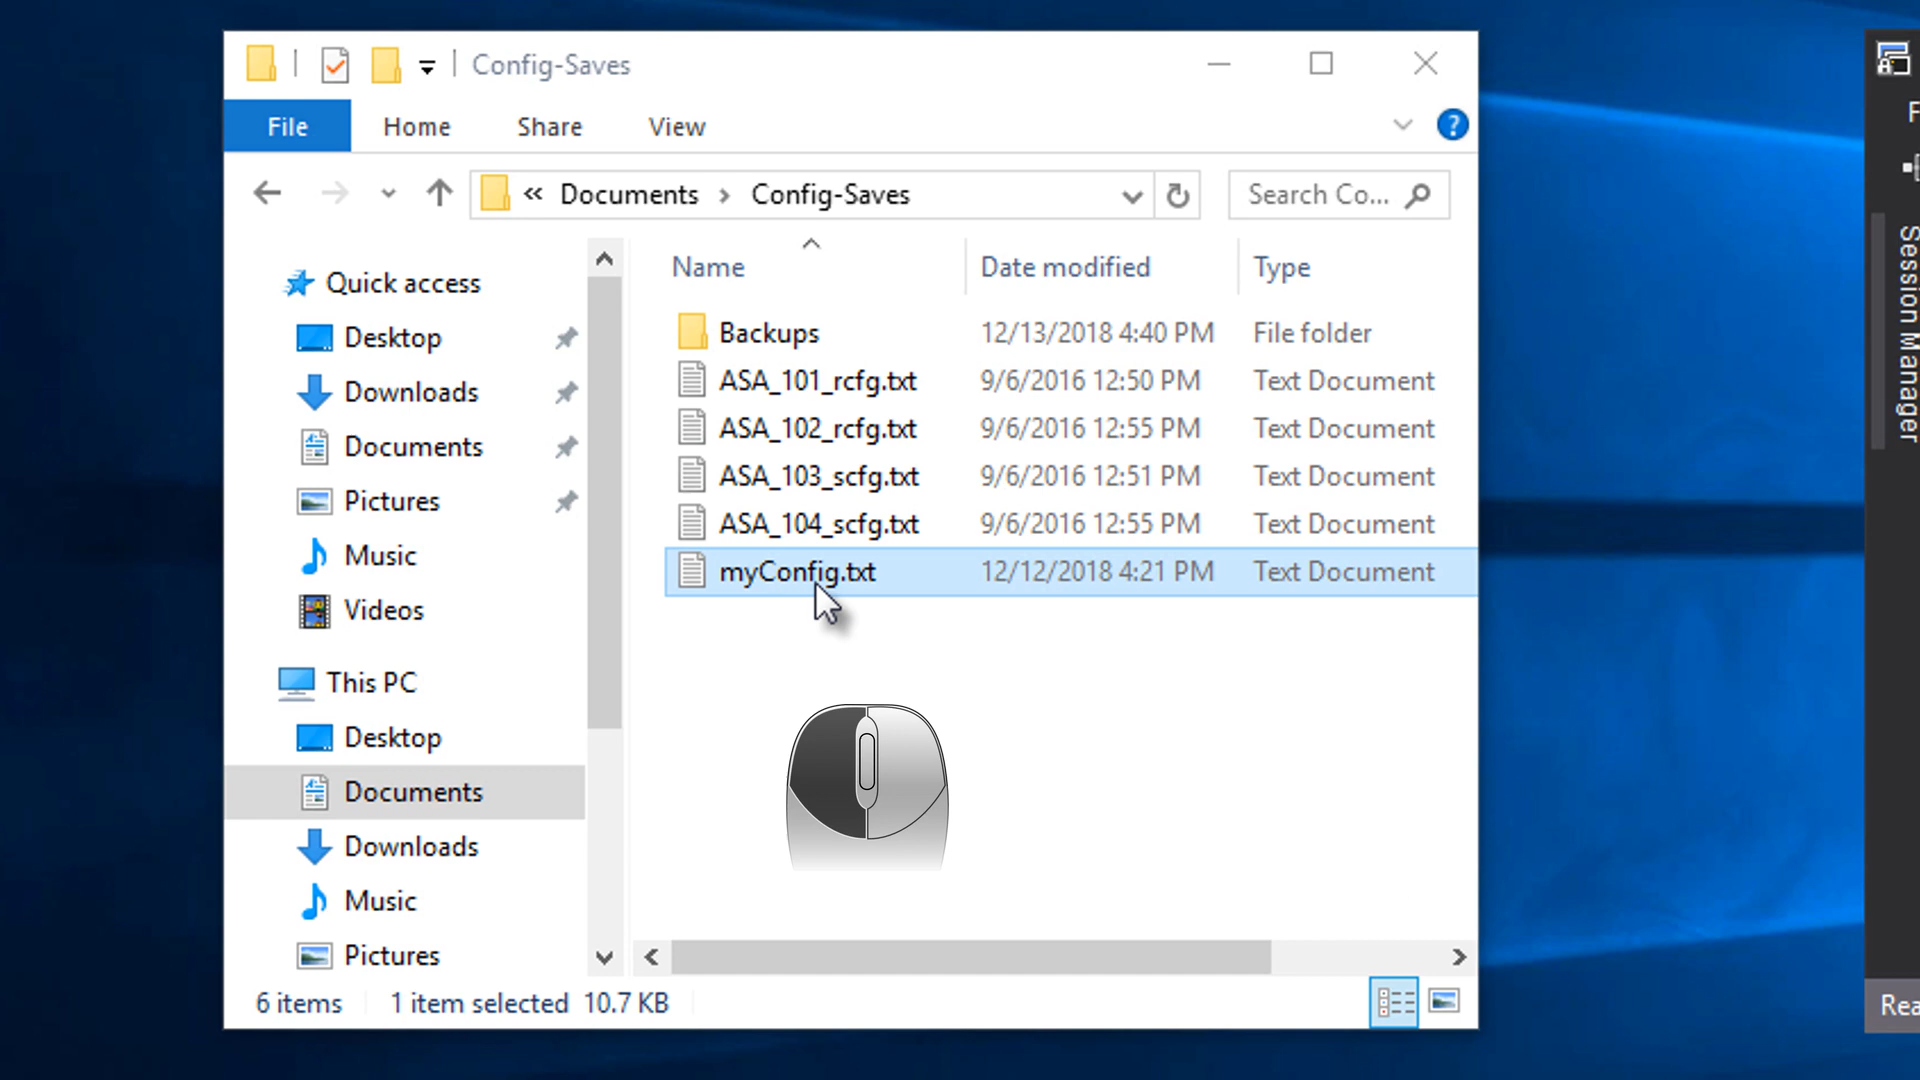 Config-Saves
File Home Share View
?
« Documents > Config-Saves
Search Co...
Name Date modified Type
Quick access
Desktop
Downloads
Documents
Pictures
Music
Videos
This PC
Desktop
Documents
Downloads
Music
Pictures
Backups 12/13/2018 4:40 PM File folder
ASA_101_rcfg.txt 9/6/2016 12:50 PM Text Document
ASA_102_rcfg.txt 9/6/2016 12:55 PM Text Document
ASA_103_scfg.txt 9/6/2016 12:51 PM Text Document
ASA_104_scfg.txt 9/6/2016 12:55 PM Text Document
myConfig.txt 12/12/2018 4:21 PM Text Document
6 items 1 item selected 10.7 KB
F
Session Manager
Rea